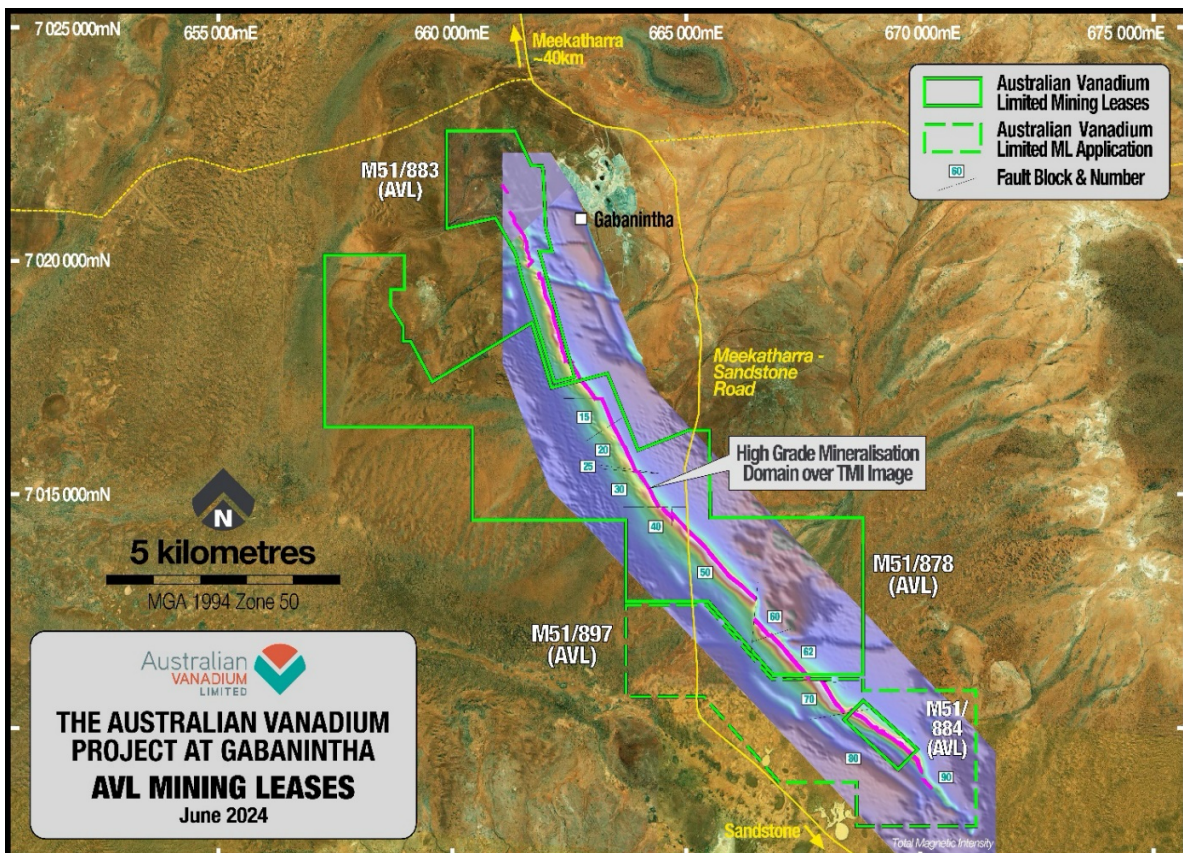 7 025 000mN
655 000mE
660 000mE
665 000mE
670 000mE
675 000mE
Meekatharra
~40km
Australian Vanadium
Limited Mining Leases
Australian Vanadium
Limited ML Application
60
Fault Block & Number
M51/883
(AVL)
Gabanintha
7 020 000mN
Meekatharra -
Sandstone
Road
15
20
25
30
40
50
60
62
70
80
90
High Grade Mineralisation
Domain over TMI Image
7 015 000mN
N
5 kilometres
MGA 1994 Zone 50
M51/878
(AVL)
M51/897
(AVL)
M51/
884
(AVL)
Australian
VANADIUM
LIMITED
THE AUSTRALIAN VANADIUM
PROJECT AT GABANINTHA
AVL MINING LEASES
June 2024
Sandstone
Total Magnetic Intensity